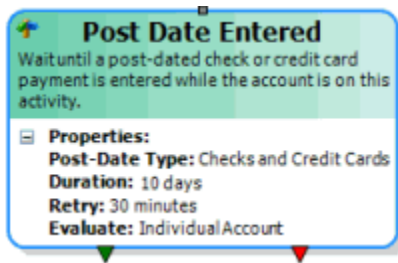 Post Date Entered
Wait until a post-dated check or credit card
payment is entered while the account is on this
activity.
Properties:
Post-Date Type: Checks and Credit Cards
Duration: 10 days
Retry: 30 minutes
Evaluate: Individual Account